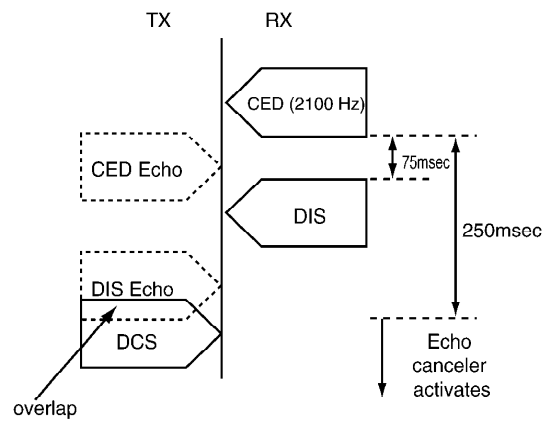 TX
RX
CED (2100 Hz)
CED Echo
75msec
DIS
250msec
DIS Echo
DCS
Echo
canceler
activates
overlap